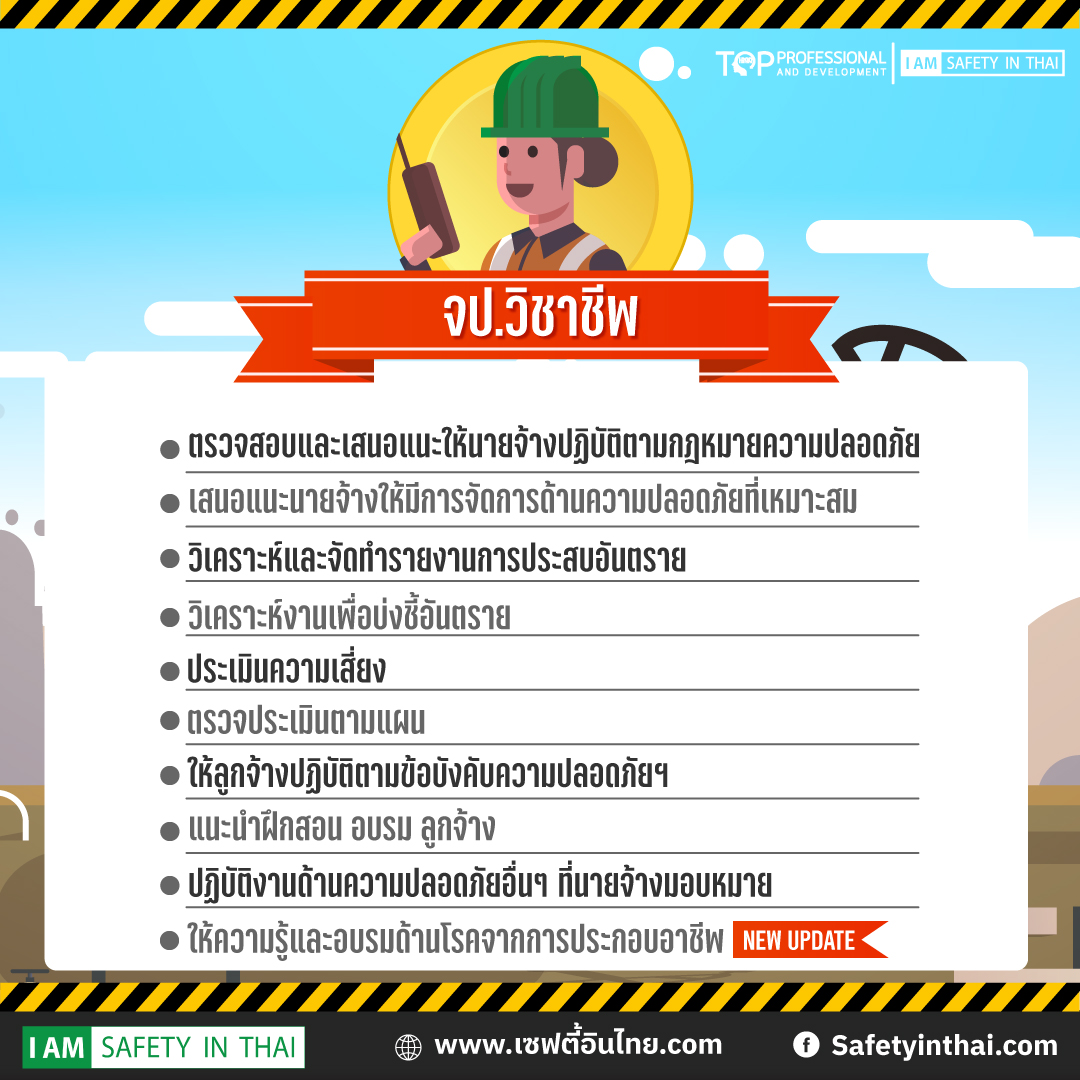 TOP PROFESSIONAL
AND DEVELOPMENT
I AM SAFETY IN THAI
จป.วิชาชีพ
ตรวจสอบและเสนอแนะให้นายจ้างปฏิบัติตามกฎหมายความปลอดภัย
เสนอแนะนายจ้างให้มีการจัดการด้านความปลอดภัยที่เหมาะสม
วิเคราะห์และจัดทำรายงานการประสบอันตราย
วิเคราะห์งานเพื่อบ่งชี้อันตราย
ประเมินความเสี่ยง
ตรวจประเมินตามแผน
ให้ลูกจ้างปฏิบัติตามข้อบังคับความปลอดภัยฯ
แนะนำฝึกสอน อบรม ลูกจ้าง
ปฏิบัติงานด้านความปลอดภัยอื่นๆ ที่นายจ้างมอบหมาย
ให้ความรู้และอบรมด้านโรคจากการประกอบอาชีพ NEW UPDATE
I AM SAFETY IN THAI
www.เซฟตี้อินไทย.com
Safetyinthai.com